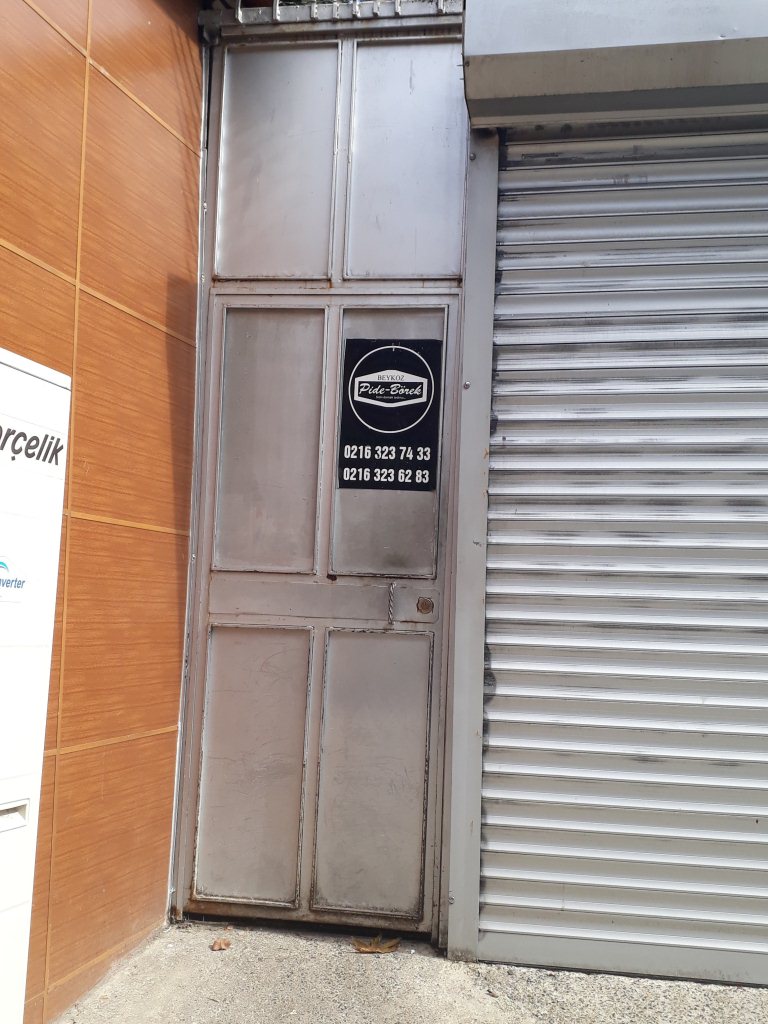 rçelik
verter
BEYKOZ
Pide-Börek
0216 323 74 33
0216 323 62 83